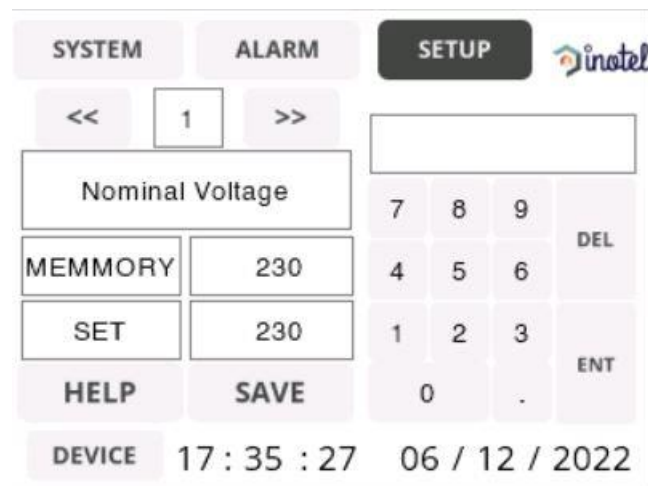 SYSTEM ALARM SETUP inotel
<< 1 >>
Nominal Voltage
7 8 9 DEL
MEMMORY 230
4 5 6
SET 230
1 2 3 ENT
HELP SAVE
0 .
DEVICE 17 : 35 : 27 06 / 12 / 2022